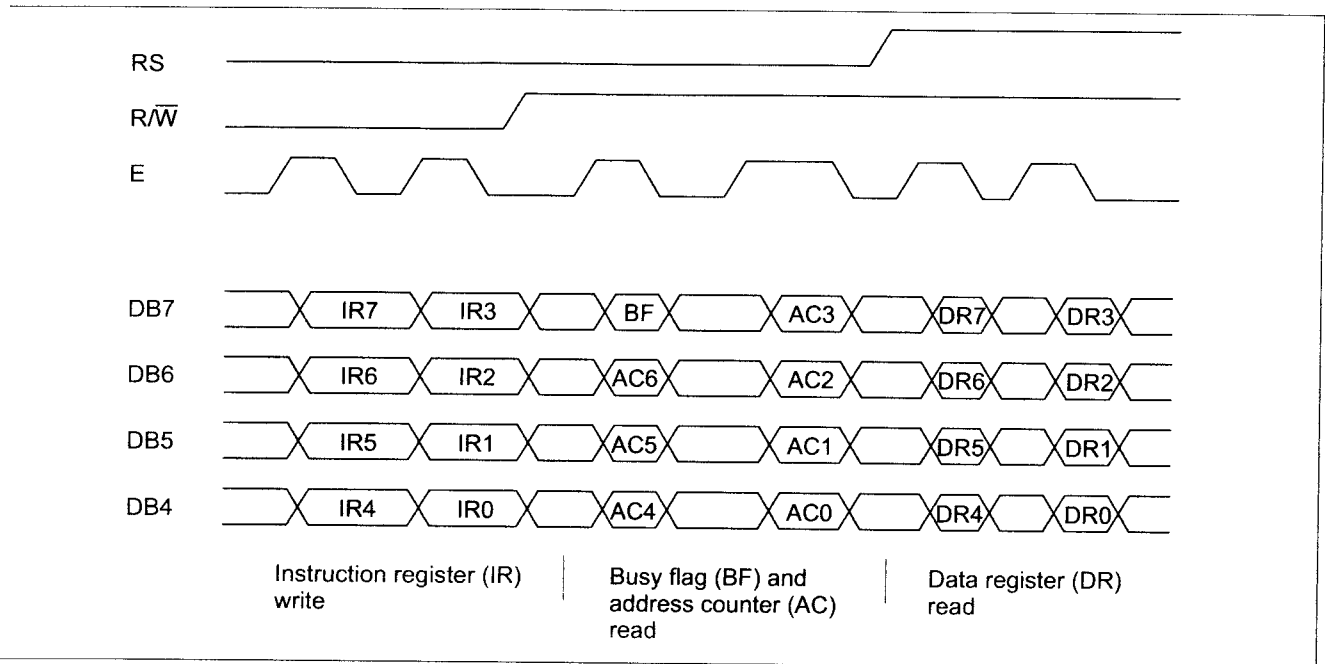 RS
R/W̅
E
DB7 IR7 IR3 BF AC3 DR7 DR3
DB6 IR6 IR2 AC6 AC2 DR6 DR2
DB5 IR5 IR1 AC5 AC1 DR5 DR1
DB4 IR4 IR0 AC4 AC0 DR4 DR0
Instruction register (IR)
write
Busy flag (BF) and
address counter (AC)
read
Data register (DR)
read